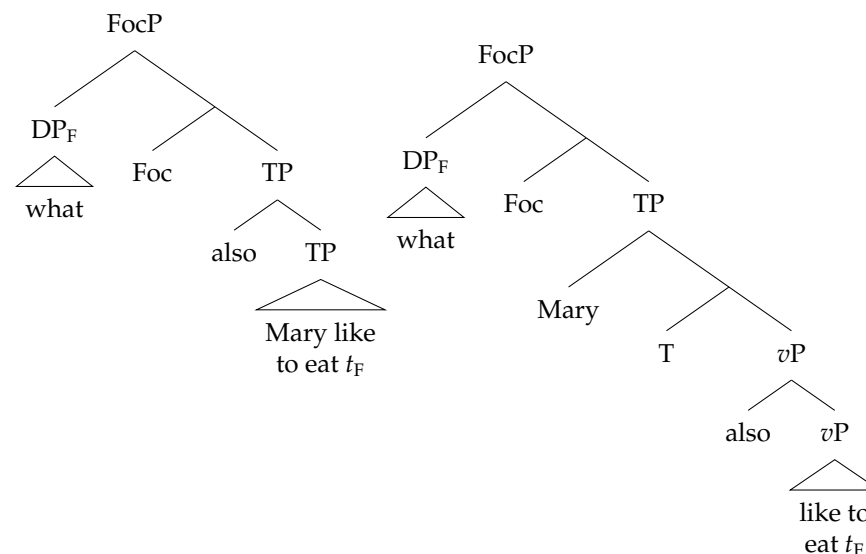 FocP
DP_F
what
Foc
TP
also
TP
Mary like
to eat t_F
FocP
DP_F
what
Foc
TP
Mary
T
vP
also
vP
like to
eat t_F